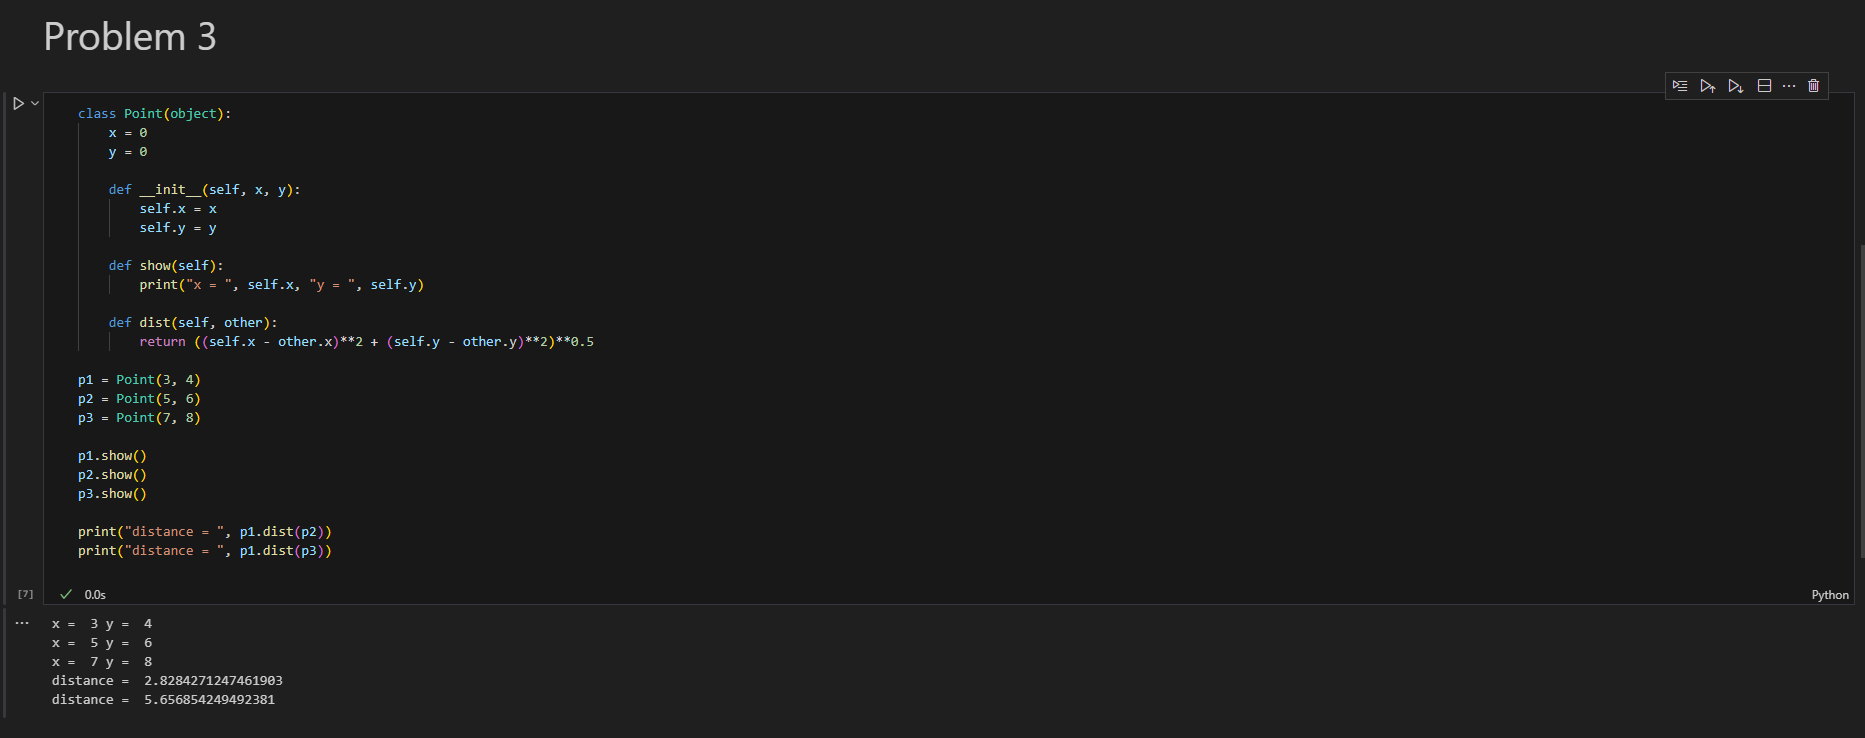 Problem 3
class Point(object):
    x = 0
    y = 0
    def __init__(self, x, y):
        self.x = x
        self.y = y
    def show(self):
        print("x = ", self.x, "y = ", self.y)
    def dist(self, other):
        return ((self.x - other.x)**2 + (self.y - other.y)**2)**0.5
p1 = Point(3, 4)
p2 = Point(5, 6)
p3 = Point(7, 8)
p1.show()
p2.show()
p3.show()
print("distance = ", p1.dist(p2))
print("distance = ", p1.dist(p3))
[7] 0.0s Python
x =  3 y =  4
x =  5 y =  6
x =  7 y =  8
distance =  2.8284271247461903
distance =  5.656854249492381